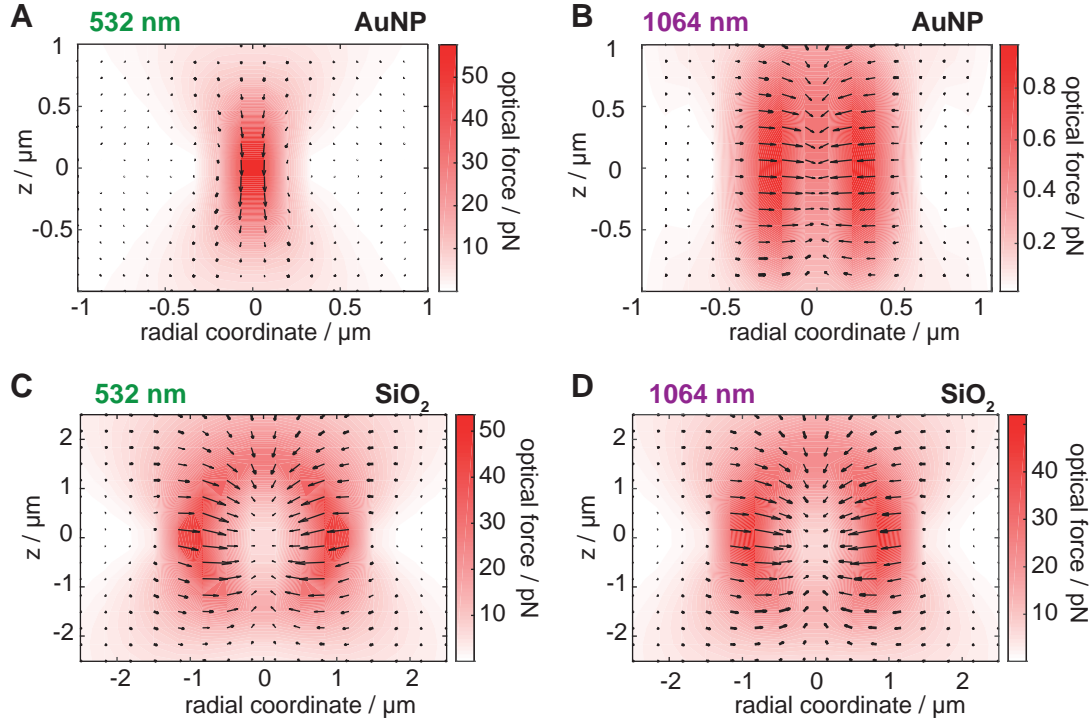 A
532 nm
AuNP
1
0.5
0
-0.5
z / µm
-1
-0.5
0
0.5
1
radial coordinate / µm
50
40
30
20
10
optical force / pN
B
1064 nm
AuNP
1
0.5
0
-0.5
z / µm
-1
-0.5
0
0.5
1
radial coordinate / µm
0.8
0.6
0.4
0.2
optical force / pN
C
532 nm
SiO₂
2
1
0
-1
-2
z / µm
-2
-1
0
1
2
radial coordinate / µm
50
40
30
20
10
optical force / pN
D
1064 nm
SiO₂
2
1
0
-1
-2
z / µm
-2
-1
0
1
2
radial coordinate / µm
40
30
20
10
optical force / pN